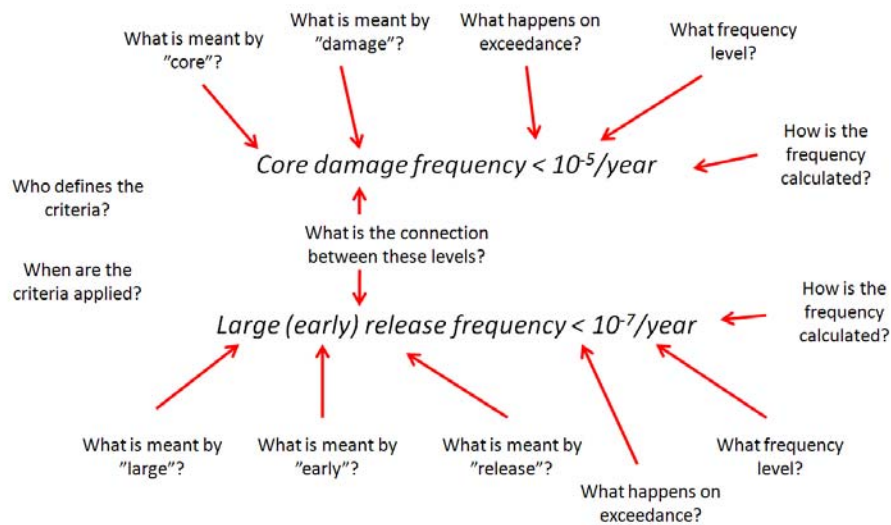 What is meant by
”core”?
What is meant by
”damage”?
What happens on
exceedance?
What frequency
level?
How is the
frequency
calculated?
Core damage frequency < 10⁻⁵/year
Who defines the
criteria?
What is the connection
between these levels?
When are the
criteria applied?
How is the
frequency
calculated?
Large (early) release frequency < 10⁻⁷/year
What is meant by
”large”?
What is meant by
”early”?
What is meant by
”release”?
What happens on
exceedance?
What frequency
level?